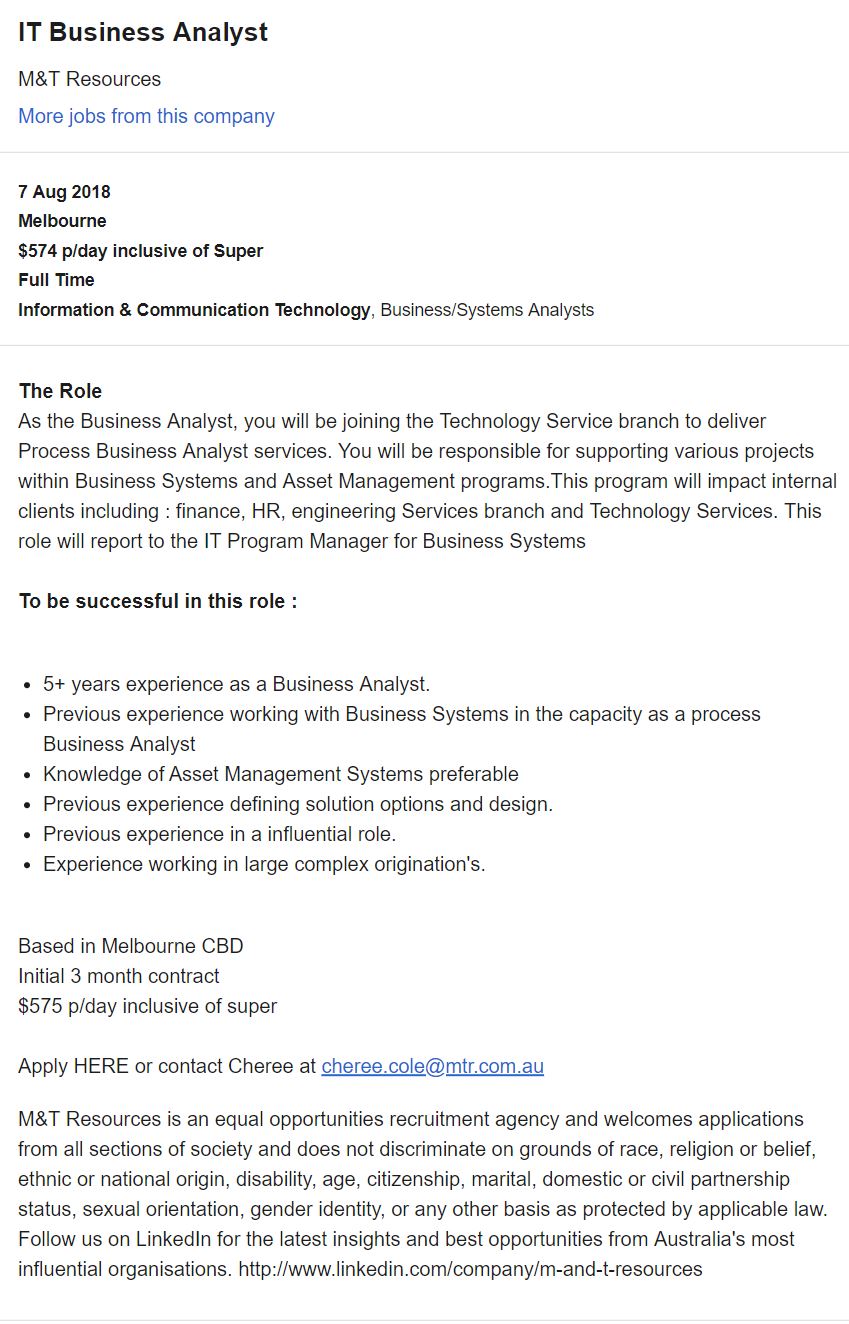 IT Business Analyst
M&T Resources
More jobs from this company
7 Aug 2018
Melbourne
$574 p/day inclusive of Super
Full Time
Information & Communication Technology, Business/Systems Analysts
The Role
As the Business Analyst, you will be joining the Technology Service branch to deliver
Process Business Analyst services. You will be responsible for supporting various projects
within Business Systems and Asset Management programs.This program will impact internal
clients including : finance, HR, engineering Services branch and Technology Services. This
role will report to the IT Program Manager for Business Systems
To be successful in this role :
• 5+ years experience as a Business Analyst.
• Previous experience working with Business Systems in the capacity as a process
Business Analyst
• Knowledge of Asset Management Systems preferable
• Previous experience defining solution options and design.
• Previous experience in a influential role.
• Experience working in large complex origination's.
Based in Melbourne CBD
Initial 3 month contract
$575 p/day inclusive of super
Apply HERE or contact Cheree at cheree.cole@mtr.com.au
M&T Resources is an equal opportunities recruitment agency and welcomes applications
from all sections of society and does not discriminate on grounds of race, religion or belief,
ethnic or national origin, disability, age, citizenship, marital, domestic or civil partnership
status, sexual orientation, gender identity, or any other basis as protected by applicable law.
Follow us on LinkedIn for the latest insights and best opportunities from Australia's most
influential organisations. http://www.linkedin.com/company/m-and-t-resources